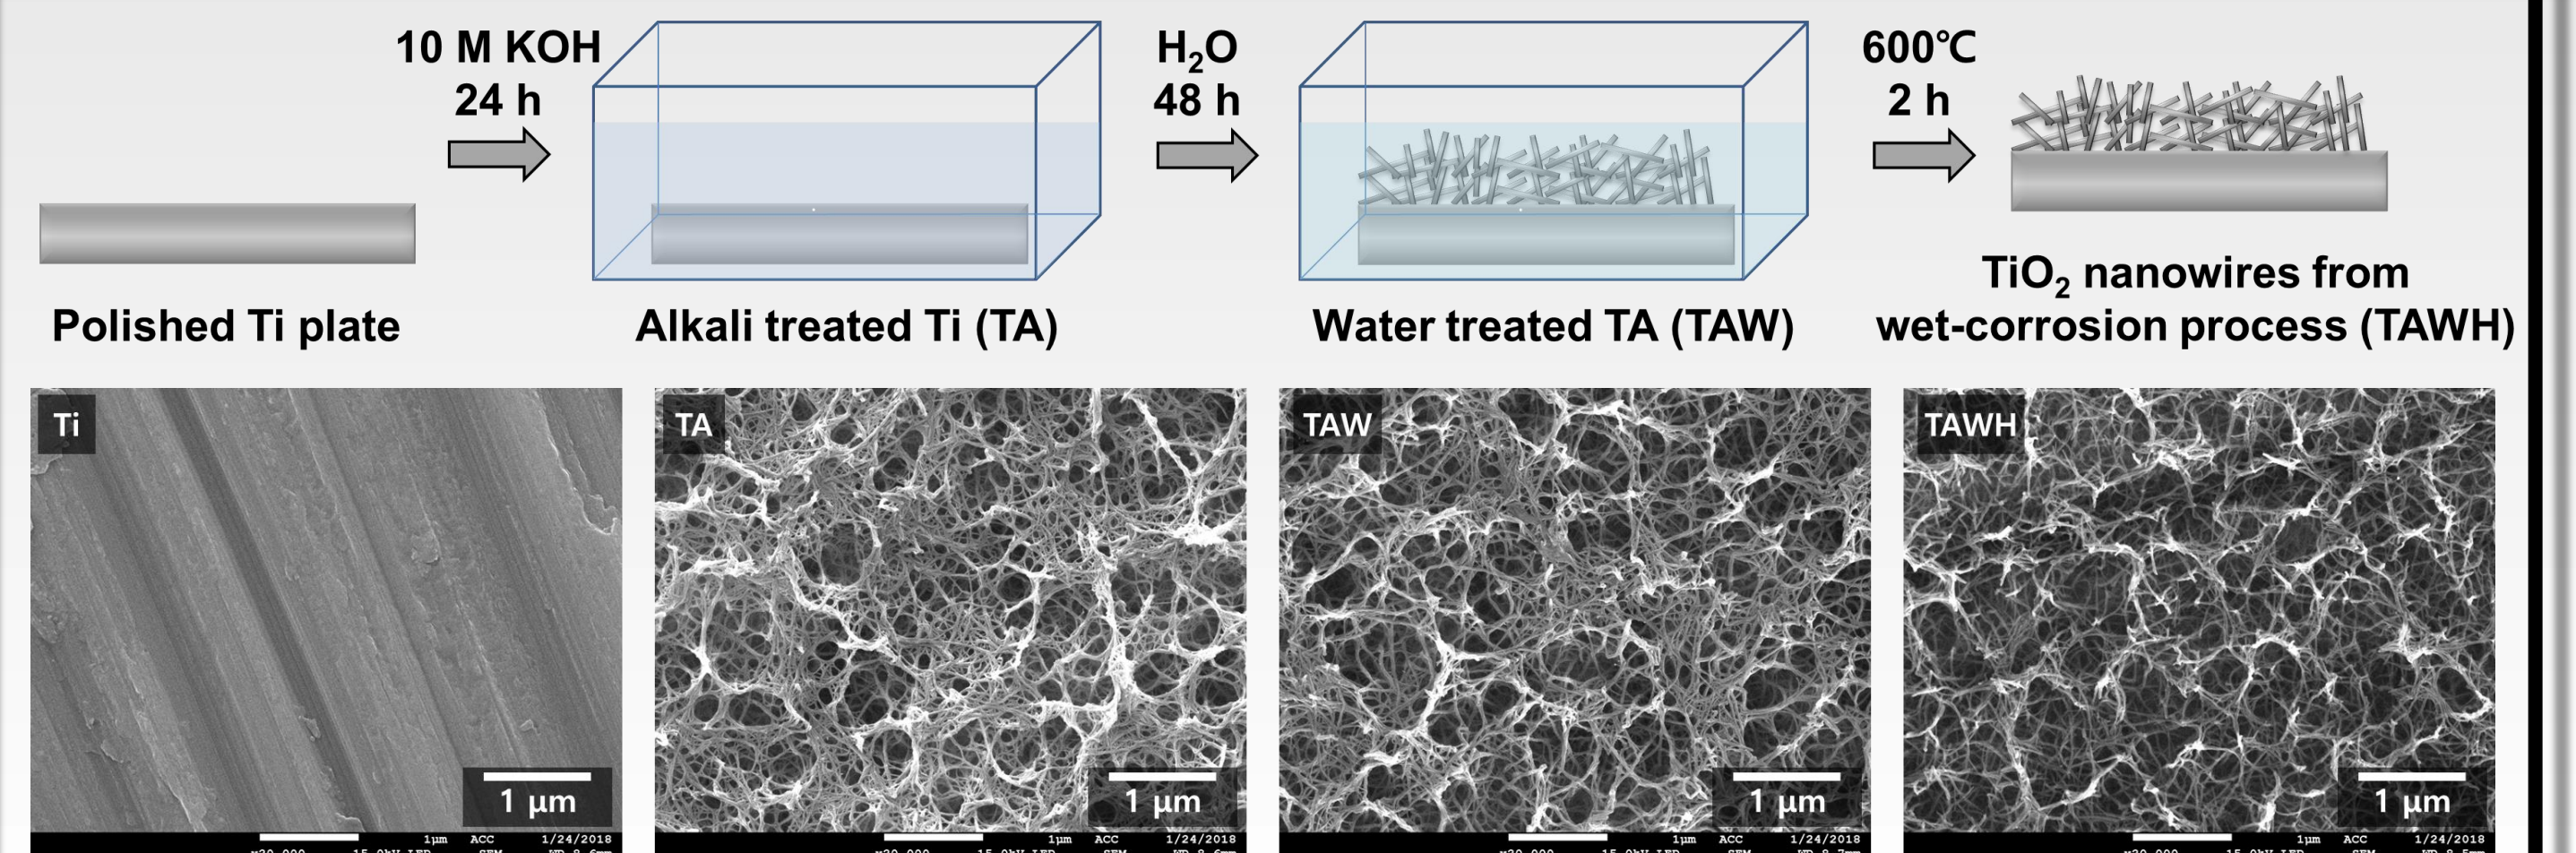 10 M KOH
24 h
H₂O
48 h
600℃
2 h
Polished Ti plate
Alkali treated Ti (TA)
Water treated TA (TAW)
TiO₂ nanowires from
wet-corrosion process (TAWH)
Ti
1 μm
1μm ACC 1/24/2018
TA
1 μm
1μm ACC 1/24/2018
TAW
1 μm
1μm ACC 1/24/2018
TAWH
1 μm
1μm ACC 1/24/2018